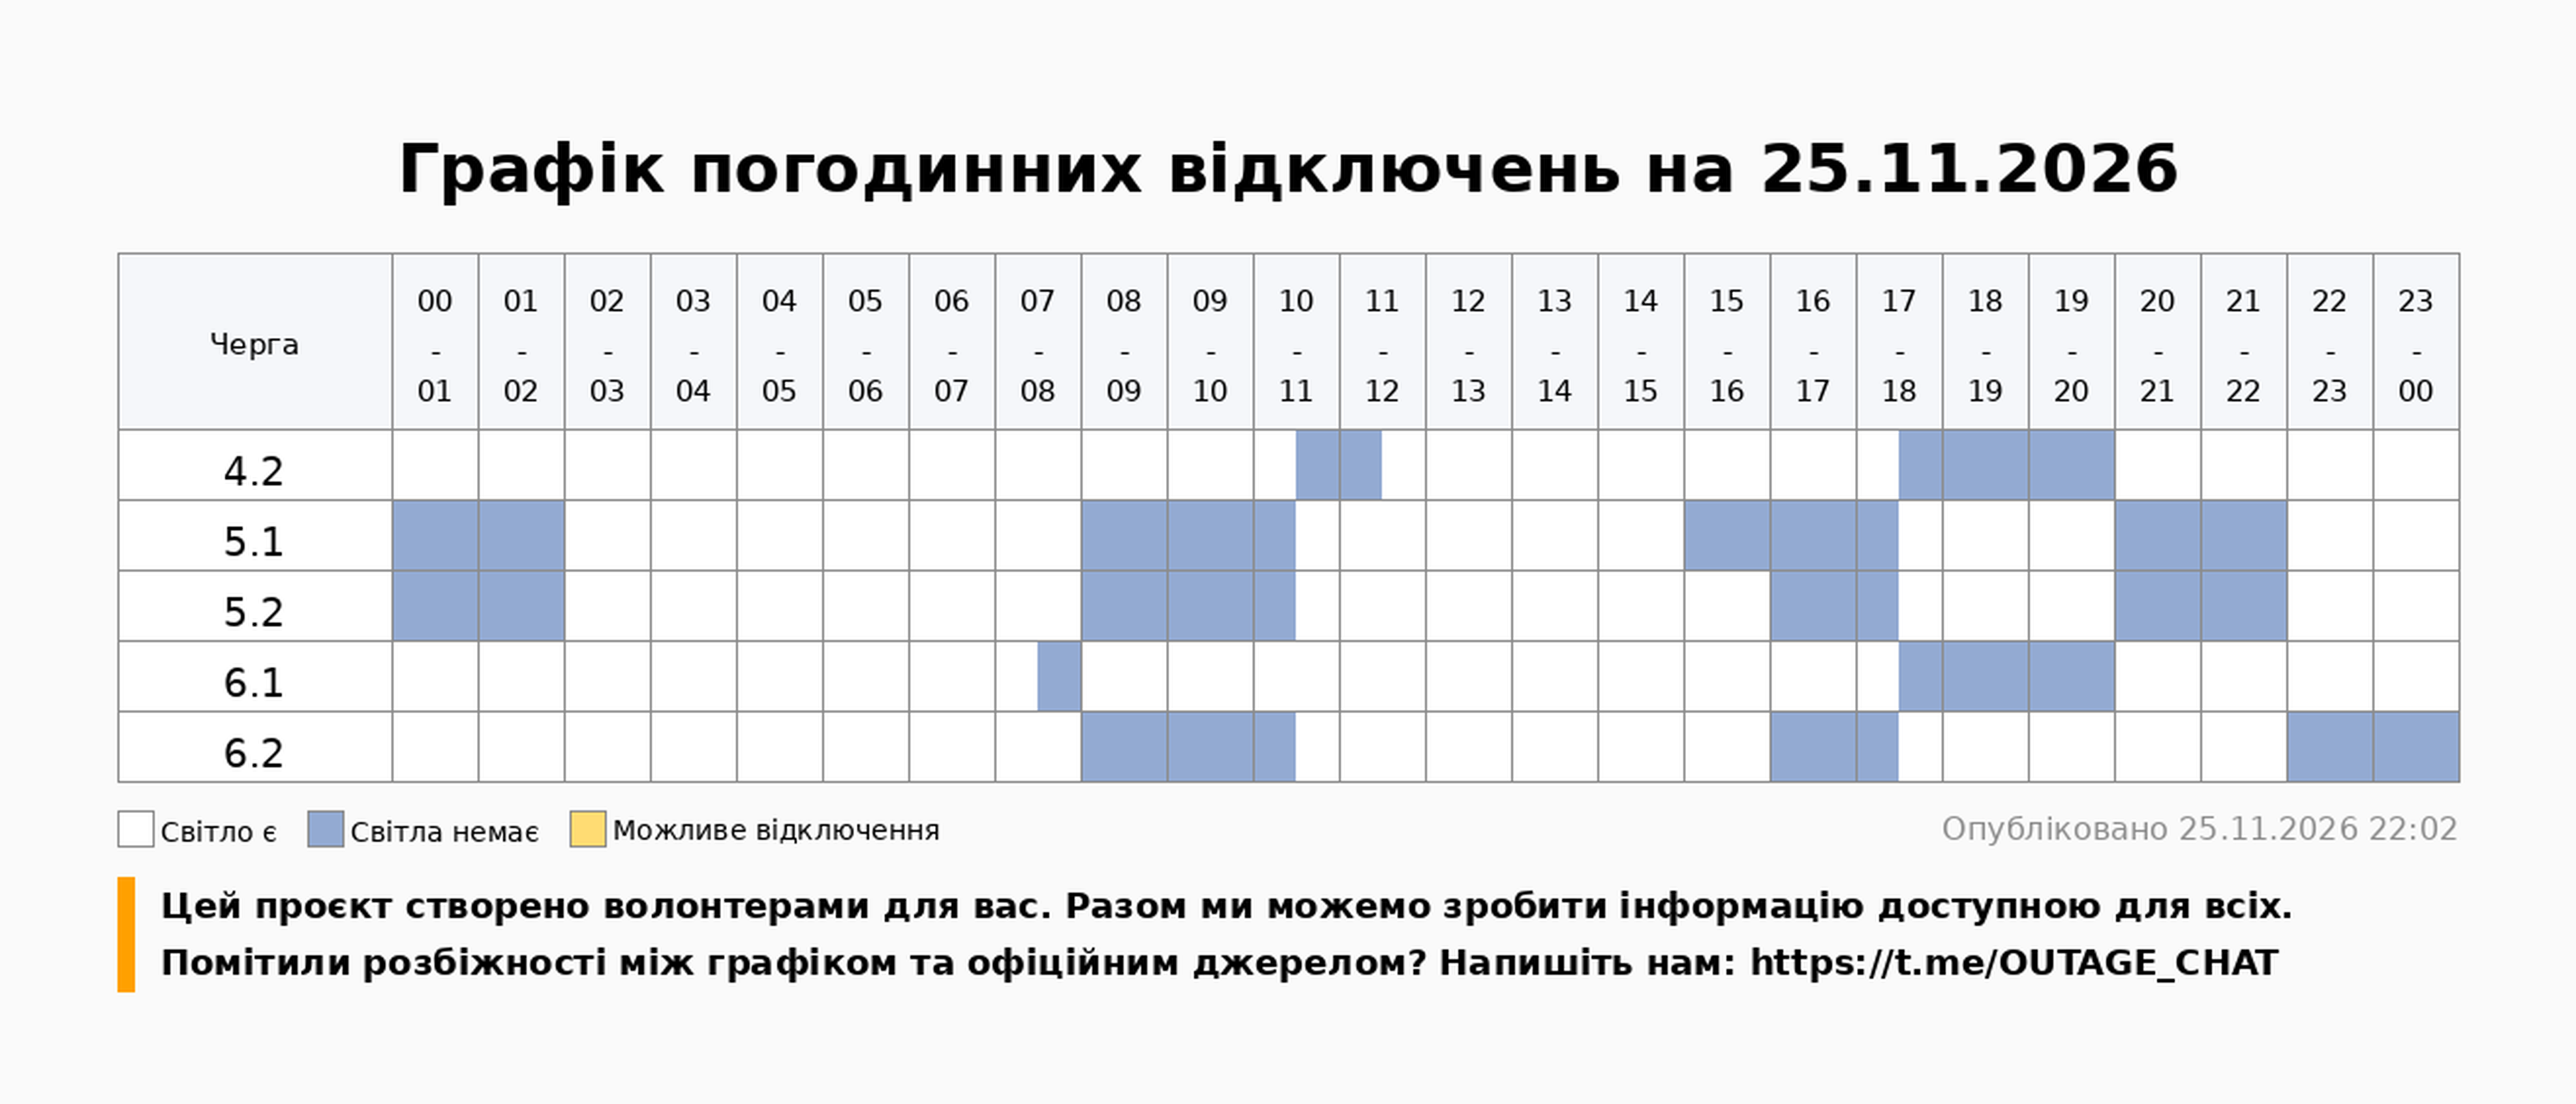 Графік погодинних відключень на 25.11.2026
Черга 00 - 01 01 - 02 02 - 03 03 - 04 04 - 05 05 - 06 06 - 07 07 - 08 08 - 09 09 - 10 10 - 11 11 - 12 12 - 13 13 - 14 14 - 15 15 - 16 16 - 17 17 - 18 18 - 19 19 - 20 20 - 21 21 - 22 22 - 23 23 - 00
4.2
5.1
5.2
6.1
6.2
Світло є Світла немає Можливе відключення Опубліковано 25.11.2026 22:02
Цей проєкт створено волонтерами для вас. Разом ми можемо зробити інформацію доступною для всіх.
Помітили розбіжності між графіком та офіційним джерелом? Напишіть нам: https://t.me/OUTAGE_CHAT